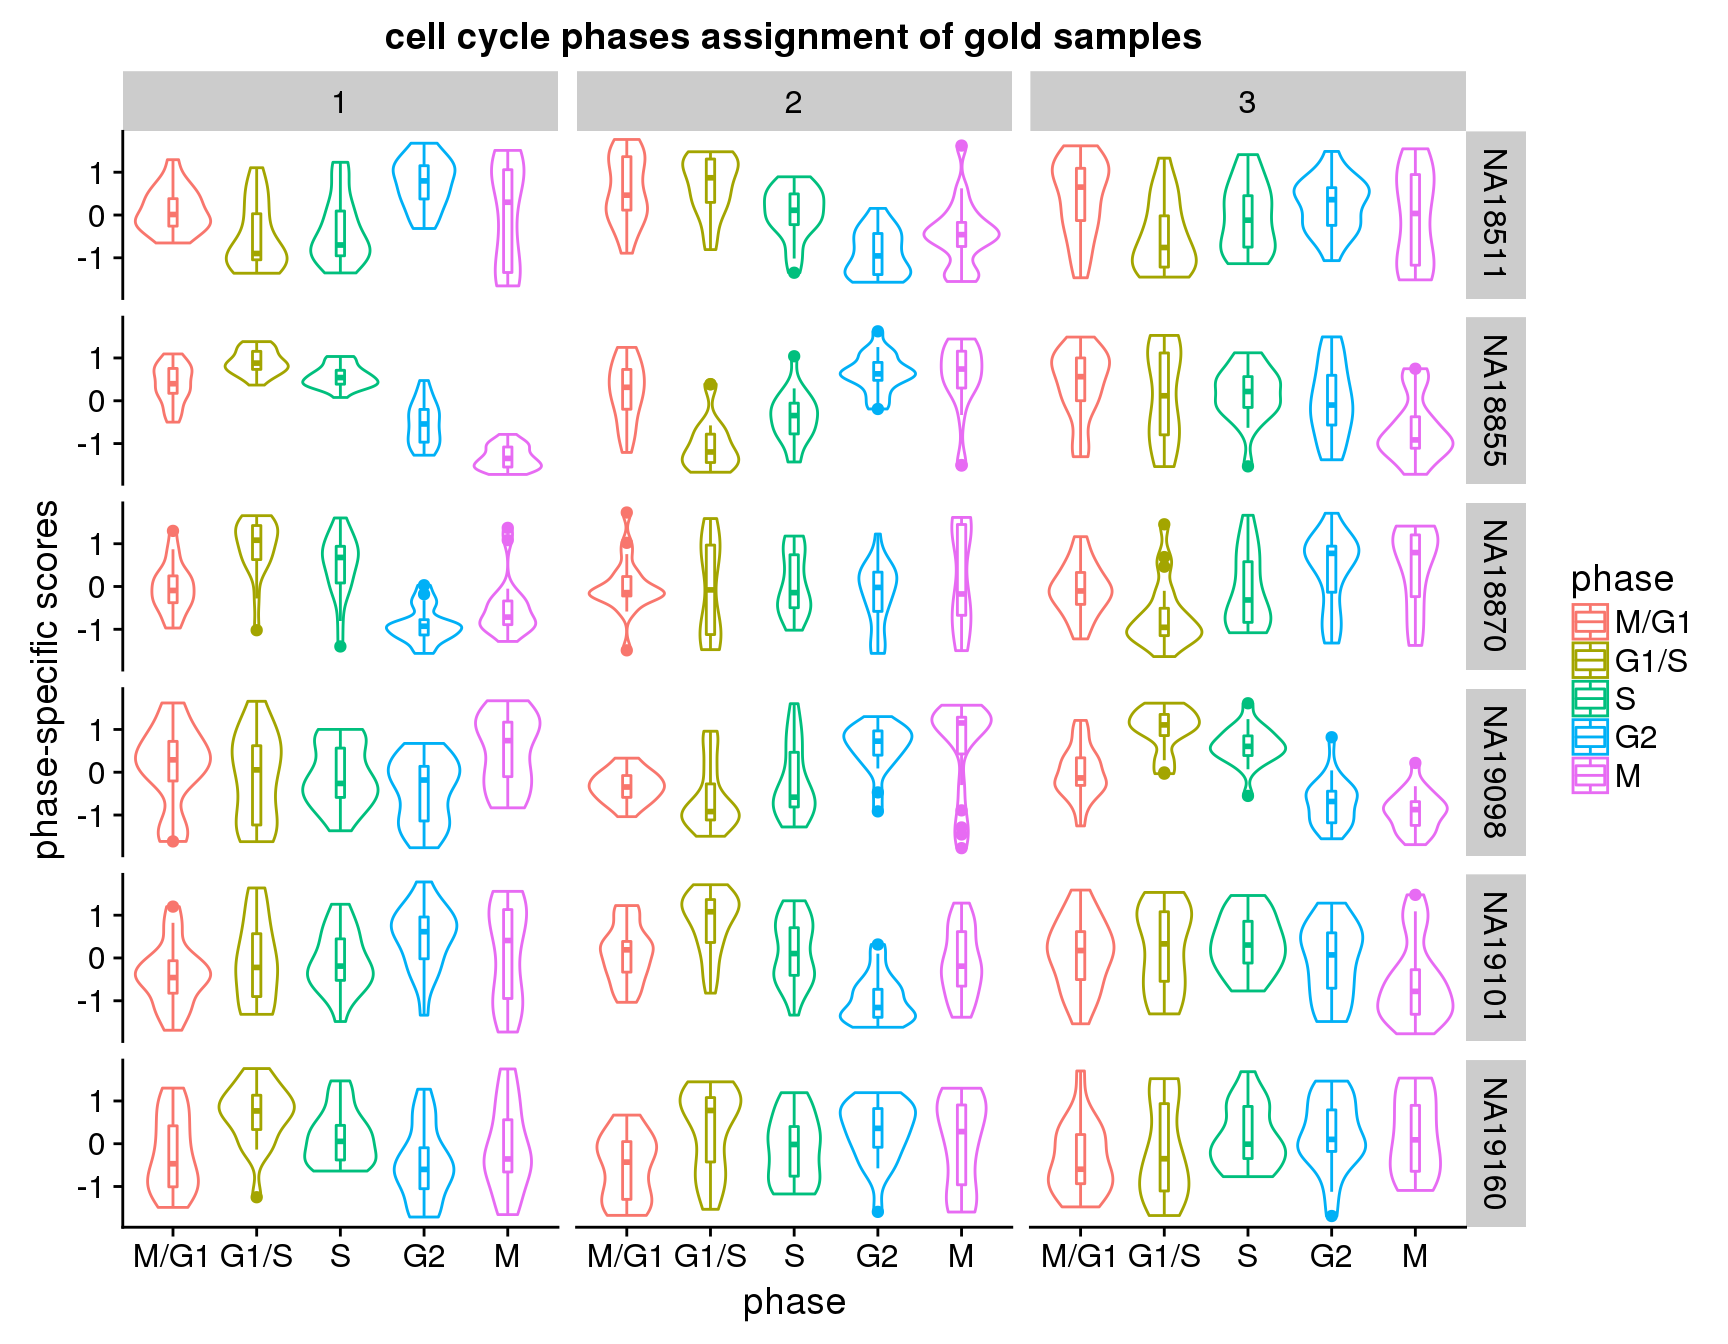 cell cycle phases assignment of gold samples
1 2 3
1
0
-1
NA18511
1
0
-1
NA18855
1
0
-1
NA18870
1
0
-1
NA19098
1
0
-1
NA19101
1
0
-1
NA19160
phase-specific scores
M/G1 G1/S S G2 M M/G1 G1/S S G2 M M/G1 G1/S S G2 M
phase
phase
M/G1
G1/S
S
G2
M